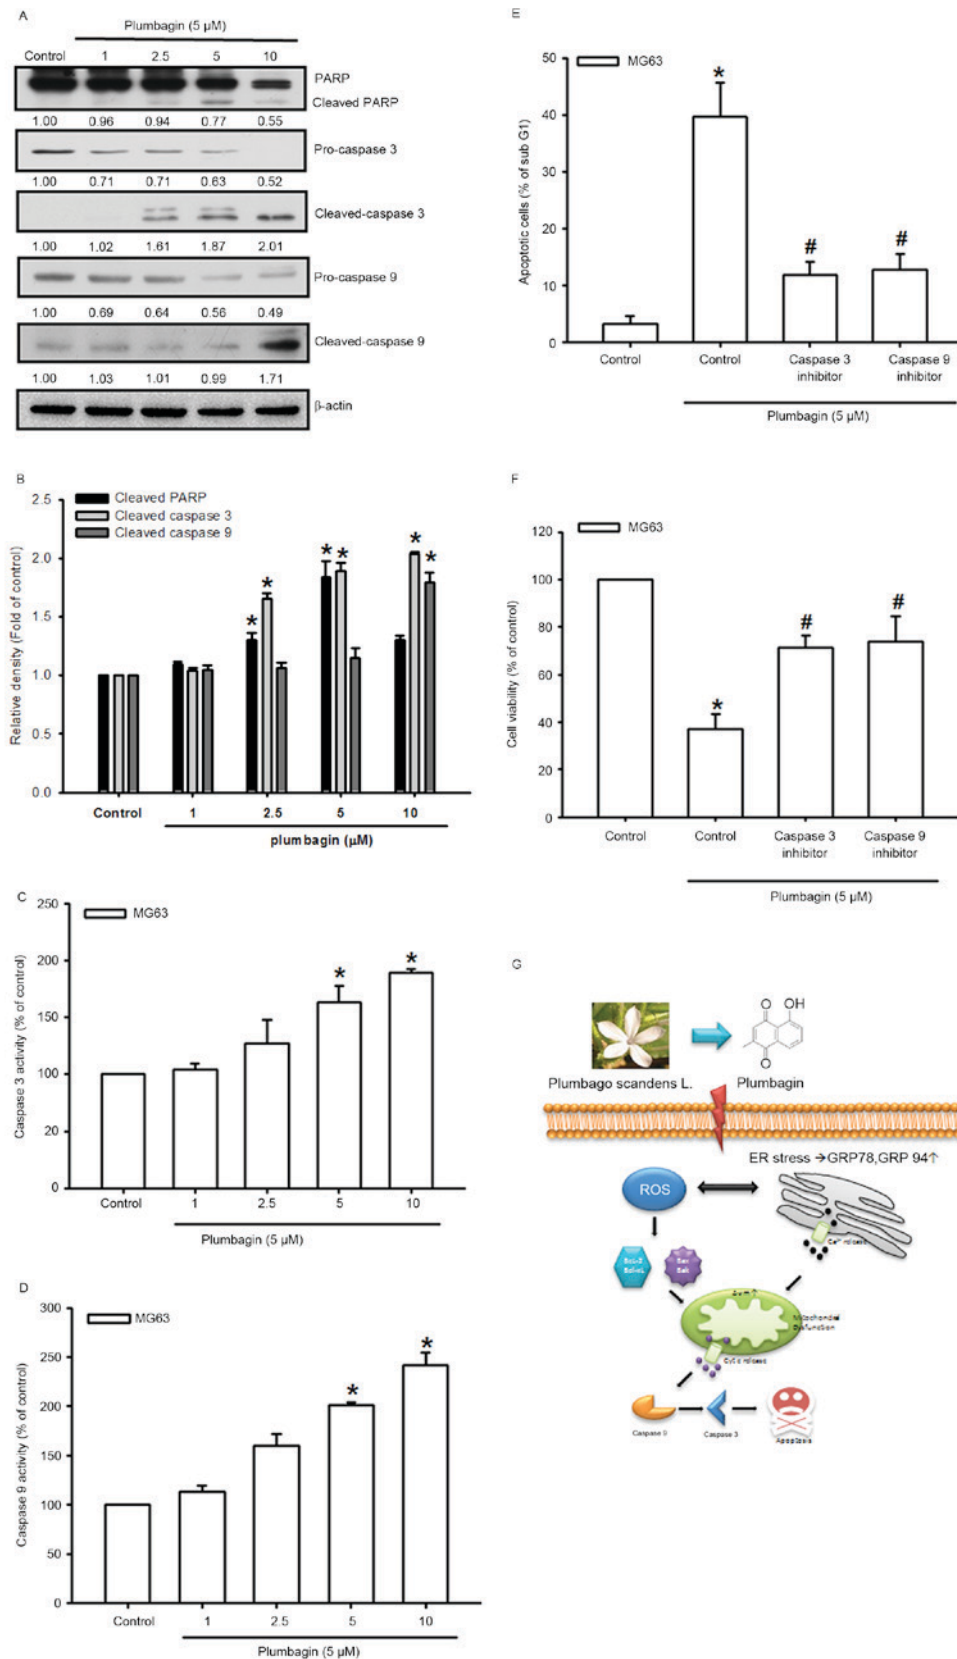 A
Plumbagin (5 μM)
Control 1 2.5 5 10
PARP
Cleaved PARP
1.00 0.96 0.94 0.77 0.55
Pro-caspase 3
1.00 0.71 0.71 0.63 0.52
Cleaved-caspase 3
1.00 1.02 1.61 1.87 2.01
Pro-caspase 9
1.00 0.69 0.64 0.56 0.49
Cleaved-caspase 9
1.00 1.03 1.01 0.99 1.71
β-actin
B
Cleaved PARP
Cleaved caspase 3
Cleaved caspase 9
Relative density (Fold of control)
2.5
2.0
1.5
1.0
0.5
0.0
* * * * * *
Control 1 2.5 5 10
plumbagin (μM)
C
MG63
Caspase 3 activity (% of control)
250
200
150
100
20
0
* *
Control 1 2.5 5 10
Plumbagin (5 μM)
D
MG63
Caspase 9 activity (% of control)
300
250
200
150
100
50
0
* *
Control 1 2.5 5 10
Plumbagin (5 μM)
E
MG63
Apoptotic cells (% of sub G1)
50
40
30
20
10
0
* # #
Control Control Caspase 3 Caspase 9
inhibitor inhibitor
Plumbagin (5 μM)
F
MG63
Cell viability (% of control)
120
100
80
60
40
20
0
* # #
Control Control Caspase 3 Caspase 9
inhibitor inhibitor
Plumbagin (5 μM)
G
O OH
O
Plumbago scandens L. Plumbagin
ER stress →GRP78,GRP 94↑
ROS
Bax
Bak
Mitochondrial
Dysfunction
Caspase 9 Caspase 3 Apoptosis